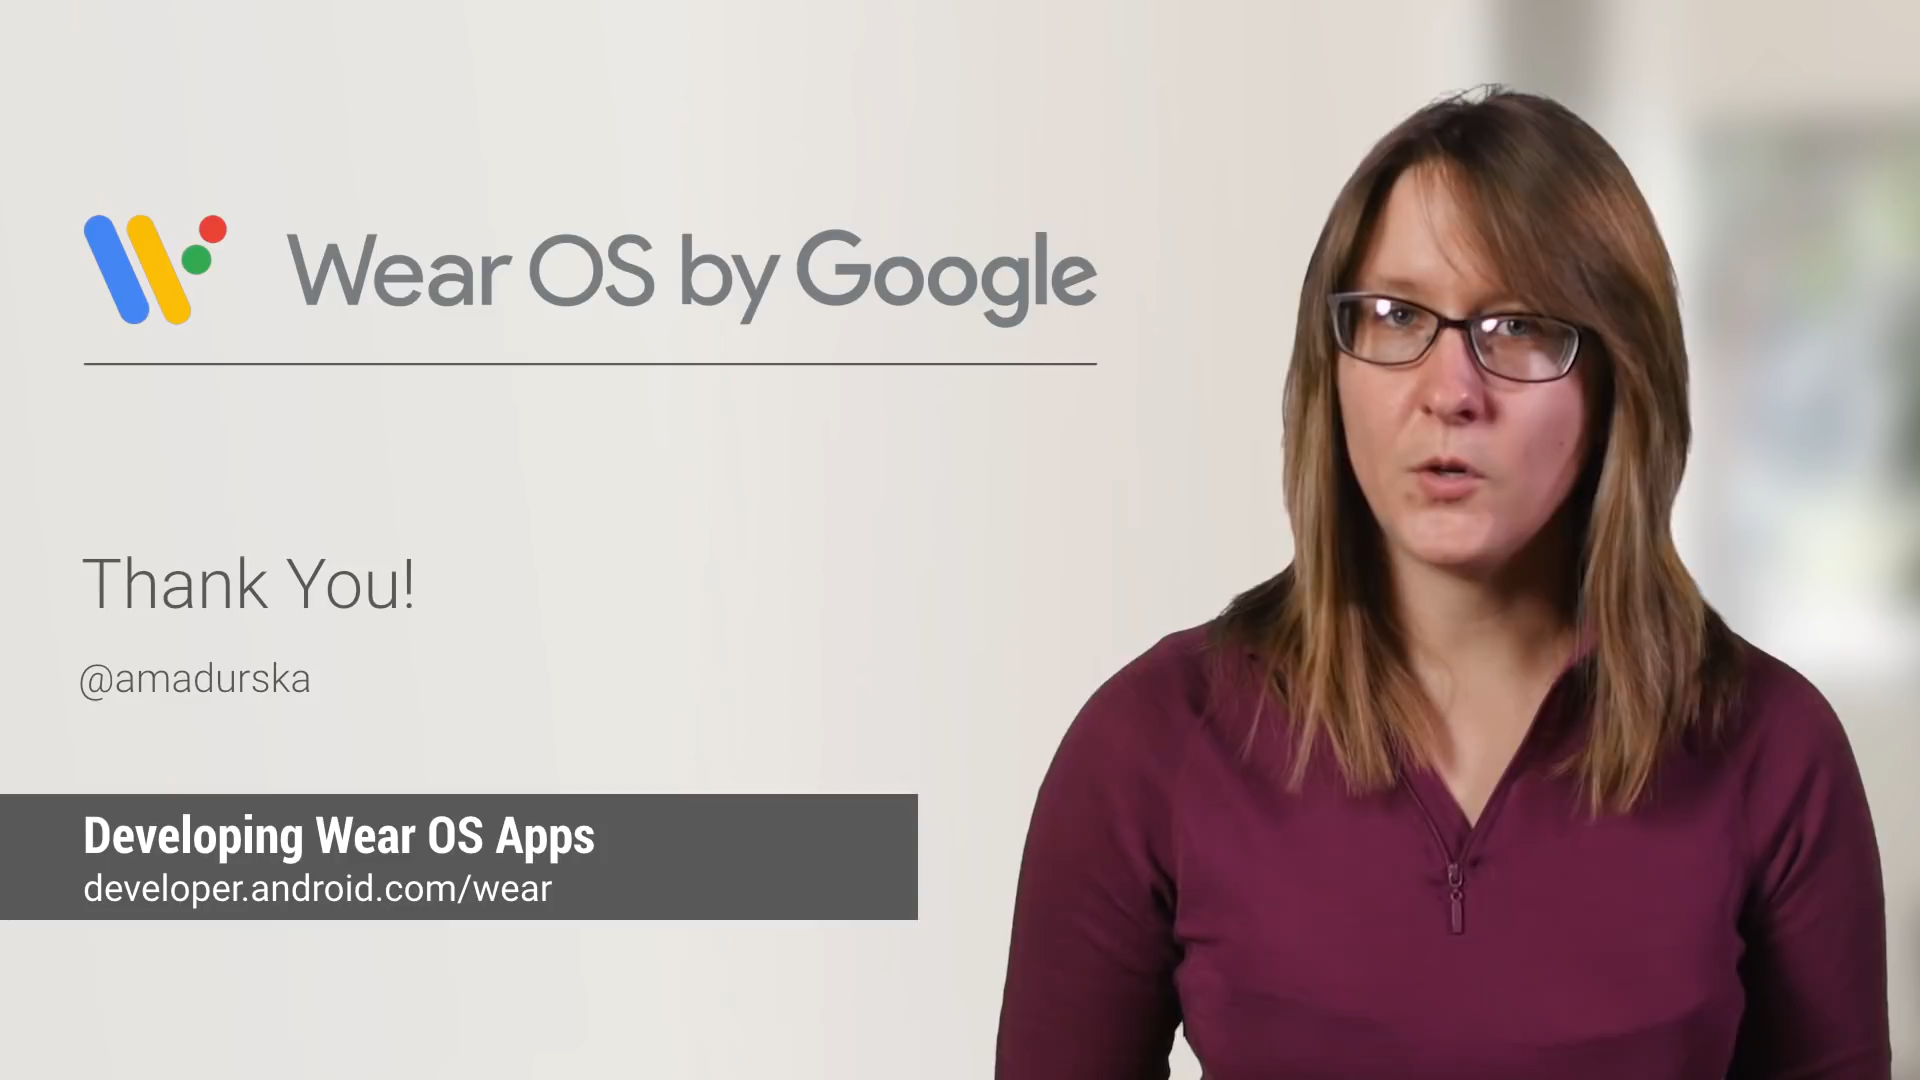 Wear OS by Google
Thank You!
@amadurska
Developing Wear OS Apps
developer.android.com/wear